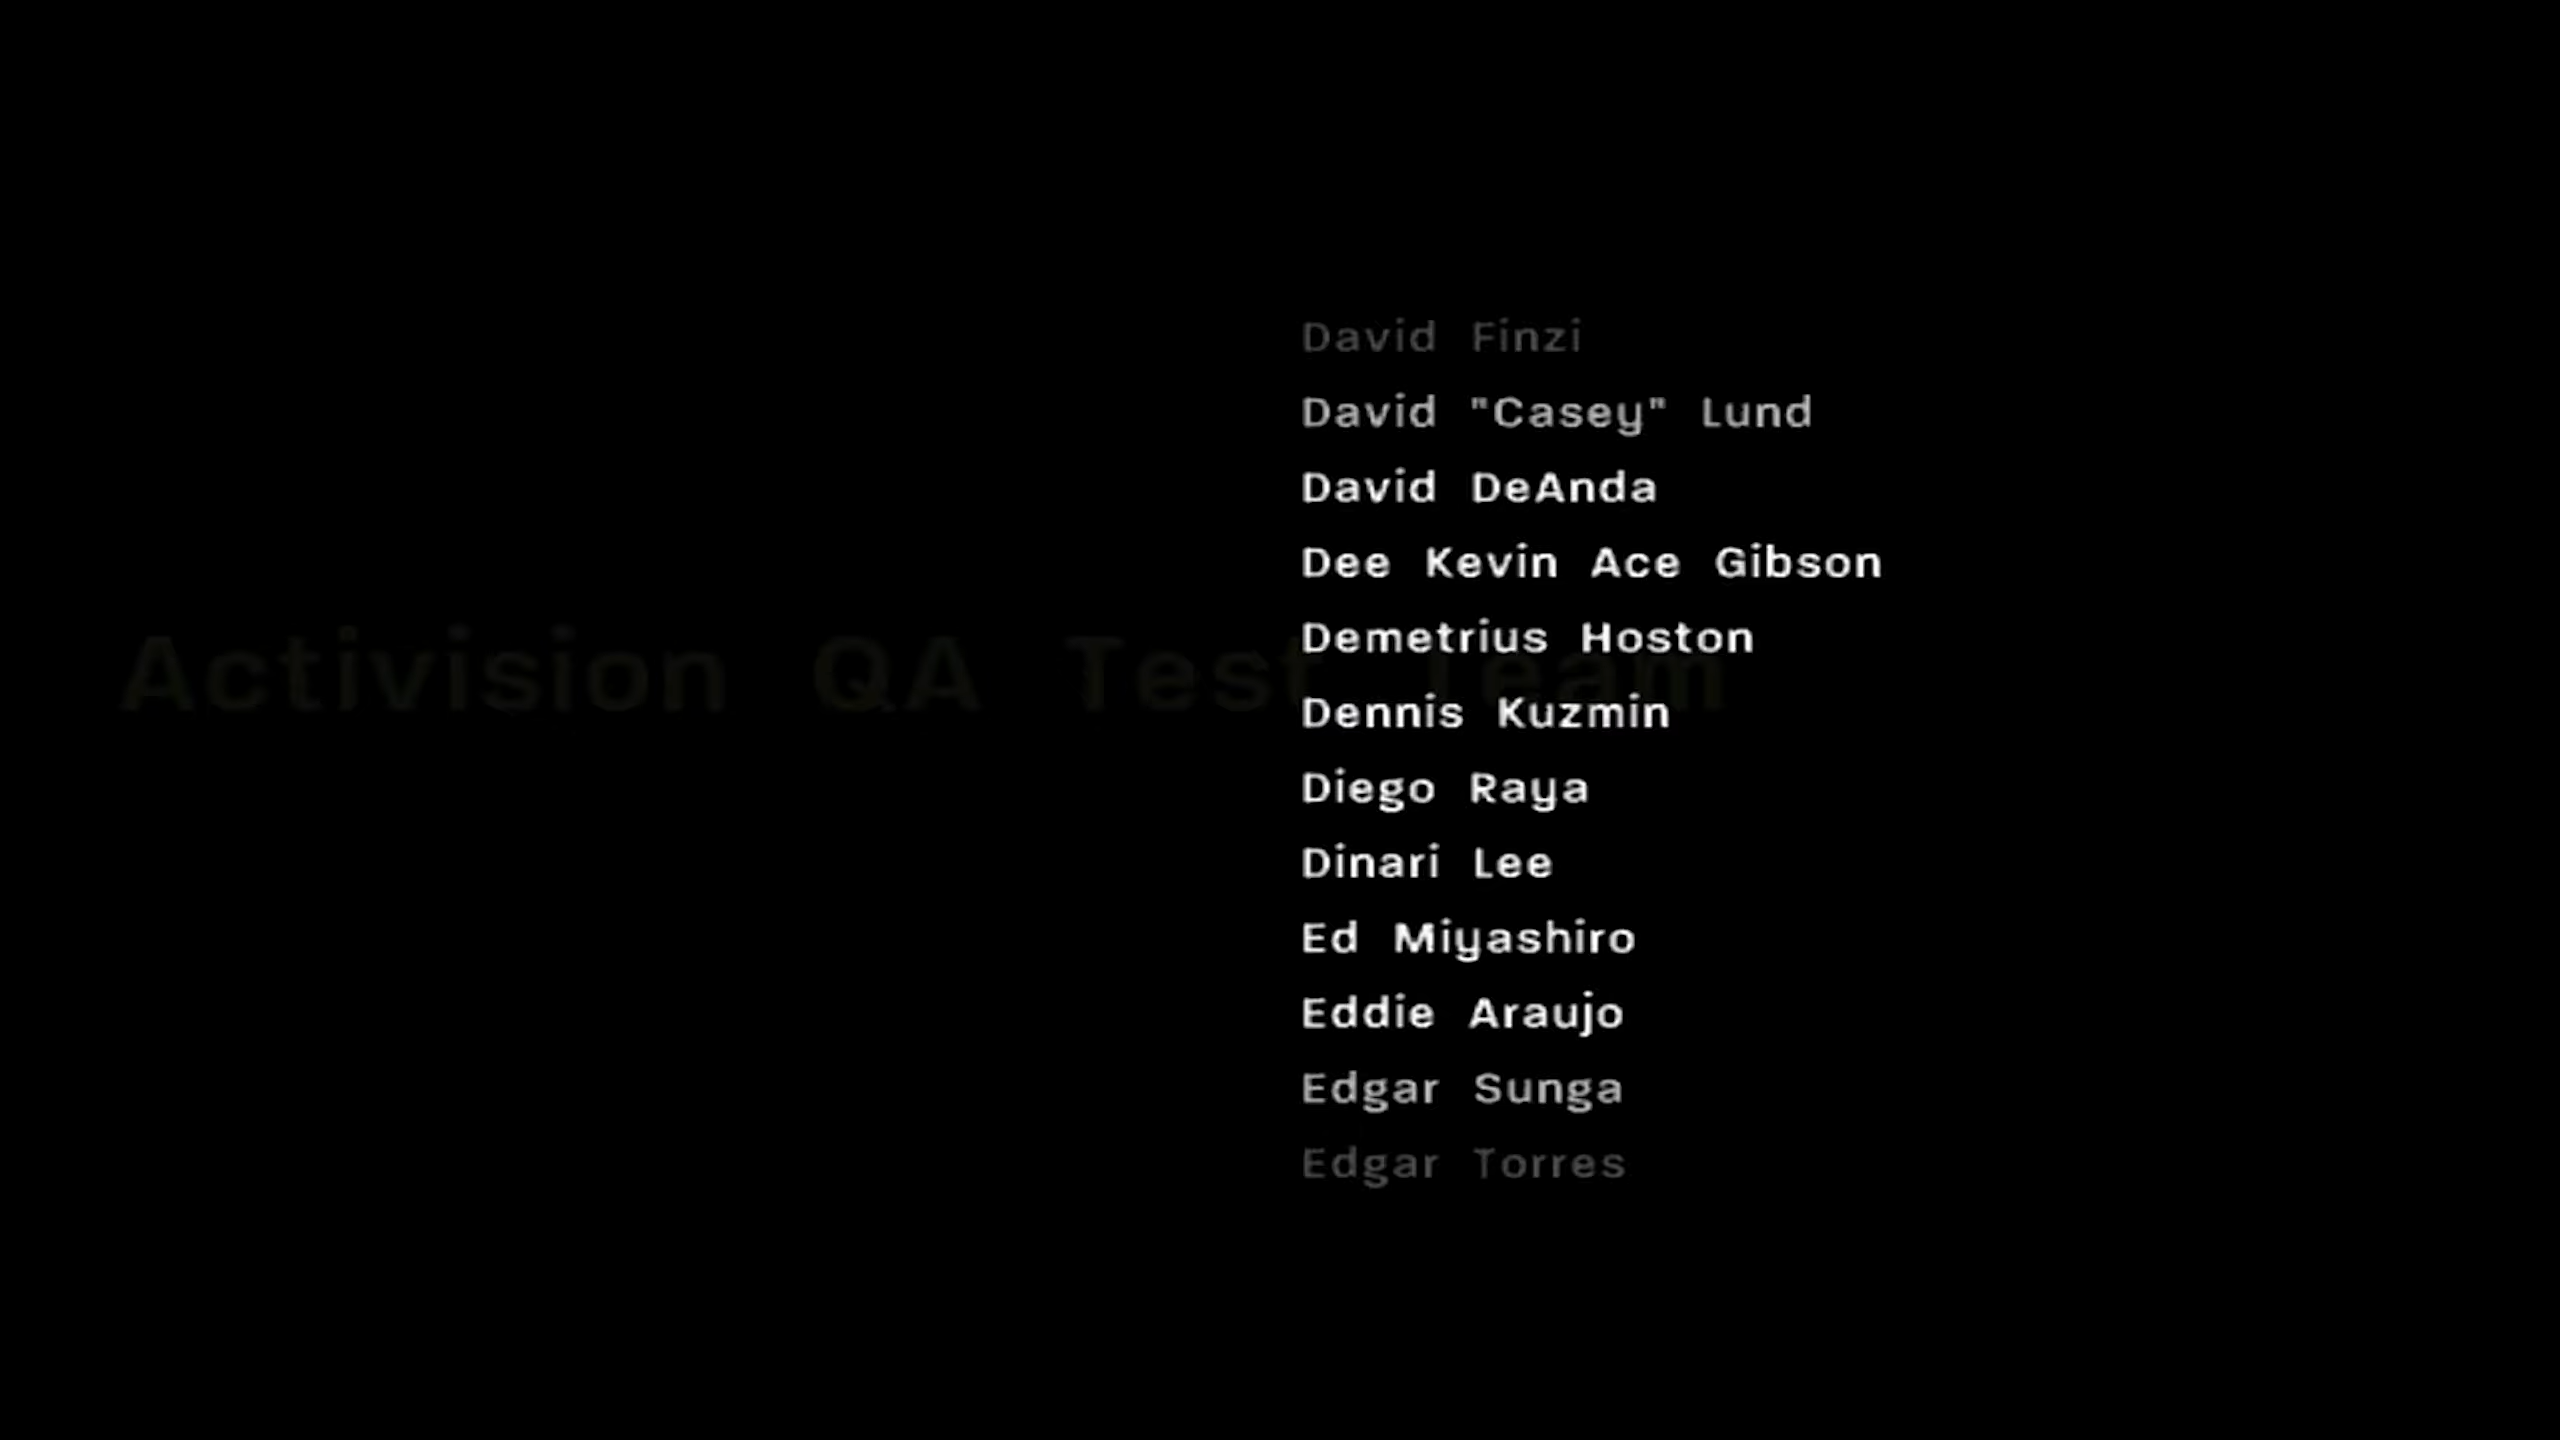 David Finzi
David "Casey" Lund
David DeAnda
Dee Kevin Ace Gibson
Demetrius Hoston
Activision QA Test Team
Dennis Kuzmin
Diego Raya
Dinari Lee
Ed Miyashiro
Eddie Araujo
Edgar Sunga
Edgar Torres